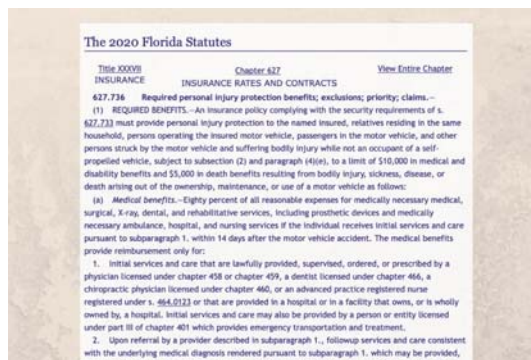 The 2020 Florida Statutes
Title XXXVII Chapter 627 View Entire Chapter
INSURANCE INSURANCE RATES AND CONTRACTS
627.736 Required personal injury protection benefits; exclusions; priority; claims.—
(1) REQUIRED BENEFITS.—An insurance policy complying with the security requirements of s.
627.733 must provide personal injury protection to the named insured, relatives residing in the same
household, persons operating the insured motor vehicle, passengers in the motor vehicle, and other
persons struck by the motor vehicle and suffering bodily injury while not an occupant of a self-
propelled vehicle, subject to subsection (2) and paragraph (4)(e), to a limit of $10,000 in medical and
disability benefits and $5,000 in death benefits resulting from bodily injury, sickness, disease, or
death arising out of the ownership, maintenance, or use of a motor vehicle as follows:
(a) Medical benefits.—Eighty percent of all reasonable expenses for medically necessary medical,
surgical, X-ray, dental, and rehabilitative services, including prosthetic devices and medically
necessary ambulance, hospital, and nursing services if the individual receives initial services and care
pursuant to subparagraph 1. within 14 days after the motor vehicle accident. The medical benefits
provide reimbursement only for:
1. Initial services and care that are lawfully provided, supervised, ordered, or prescribed by a
physician licensed under chapter 458 or chapter 459, a dentist licensed under chapter 466, a
chiropractic physician licensed under chapter 460, or an advanced practice registered nurse
registered under s. 464.0123 or that are provided in a hospital or in a facility that owns, or is wholly
owned by, a hospital. Initial services and care may also be provided by a person or entity licensed
under part III of chapter 401 which provides emergency transportation and treatment.
2. Upon referral by a provider described in subparagraph 1., followup services and care consistent
with the underlying medical diagnosis rendered pursuant to subparagraph 1. which may be provided,